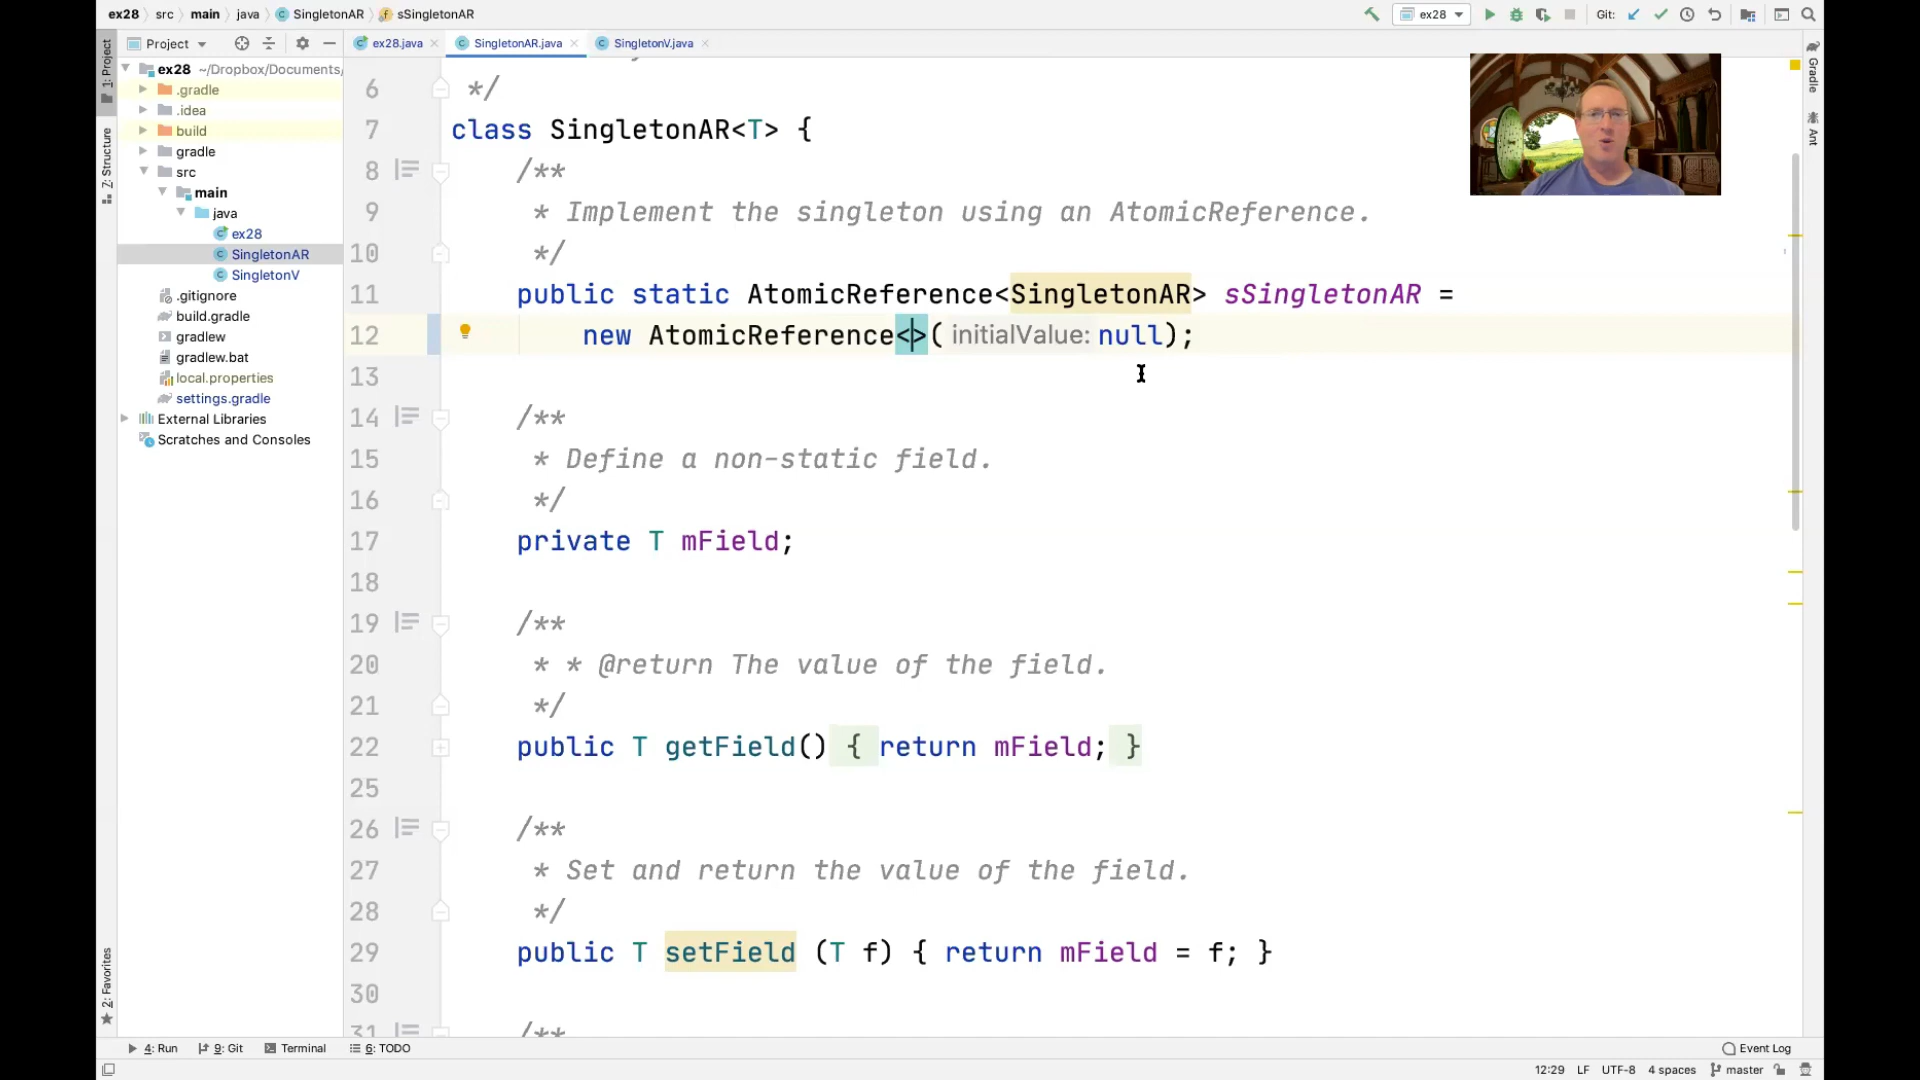 ex28 src main java SingletonAR sSingletonAR
ex28 Git:
Project
ex28.java SingletonAR.java SingletonV.java
1: Project
Z: Structure
2: Favorites
Gradle
Ant
ex28 ~/Dropbox/Documents/
.gradle
.idea
build
gradle
src
main
java
ex28
SingletonAR
SingletonV
.gitignore
build.gradle
gradlew
gradlew.bat
local.properties
settings.gradle
External Libraries
Scratches and Consoles
6 */
7 class SingletonAR<T> {
8 /**
9 * Implement the singleton using an AtomicReference.
10 */
11 public static AtomicReference<SingletonAR> sSingletonAR =
12 new AtomicReference<>( initialValue: null);
13
14 /**
15 * Define a non-static field.
16 */
17 private T mField;
18
19 /**
20 * * @return The value of the field.
21 */
22 public T getField() { return mField; }
25
26 /**
27 * Set and return the value of the field.
28 */
29 public T setField (T f) { return mField = f; }
30
31 /**
4: Run 9: Git Terminal 6: TODO Event Log
12:29 LF UTF-8 4 spaces master